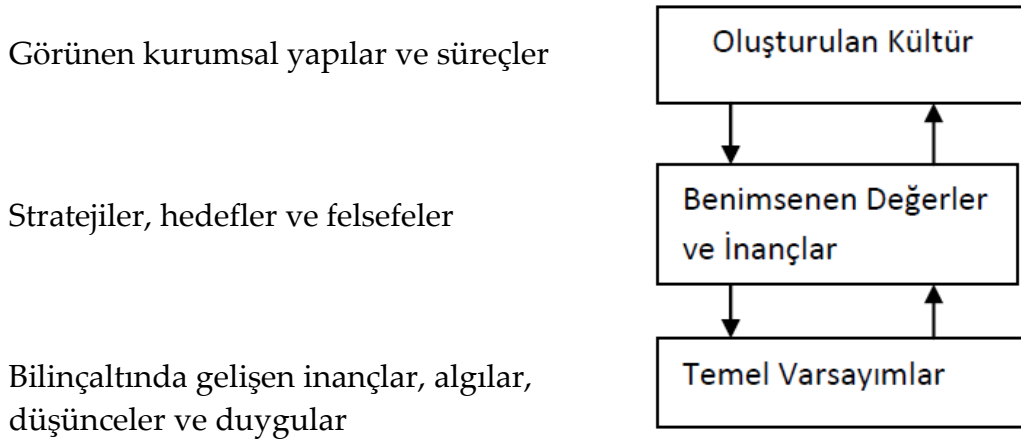 Görünen kurumsal yapılar ve süreçler
Oluşturulan Kültür
Stratejiler, hedefler ve felsefeler
Benimsenen Değerler
ve İnançlar
Bilinçaltında gelişen inançlar, algılar,
düşünceler ve duygular
Temel Varsayımlar